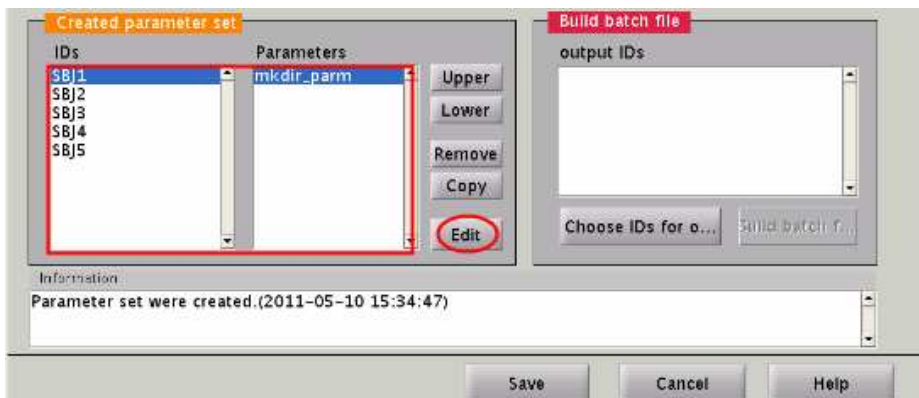 Created parameter set
IDs
Parameters
SBJ1
SBJ2
SBJ3
SBJ4
SBJ5
mkdir_parm
Upper
Lower
Remove
Copy
Edit
Build batch file
output IDs
Choose IDs for o...
Build batch f...
Information
Parameter set were created.(2011-05-10 15:34:47)
Save
Cancel
Help